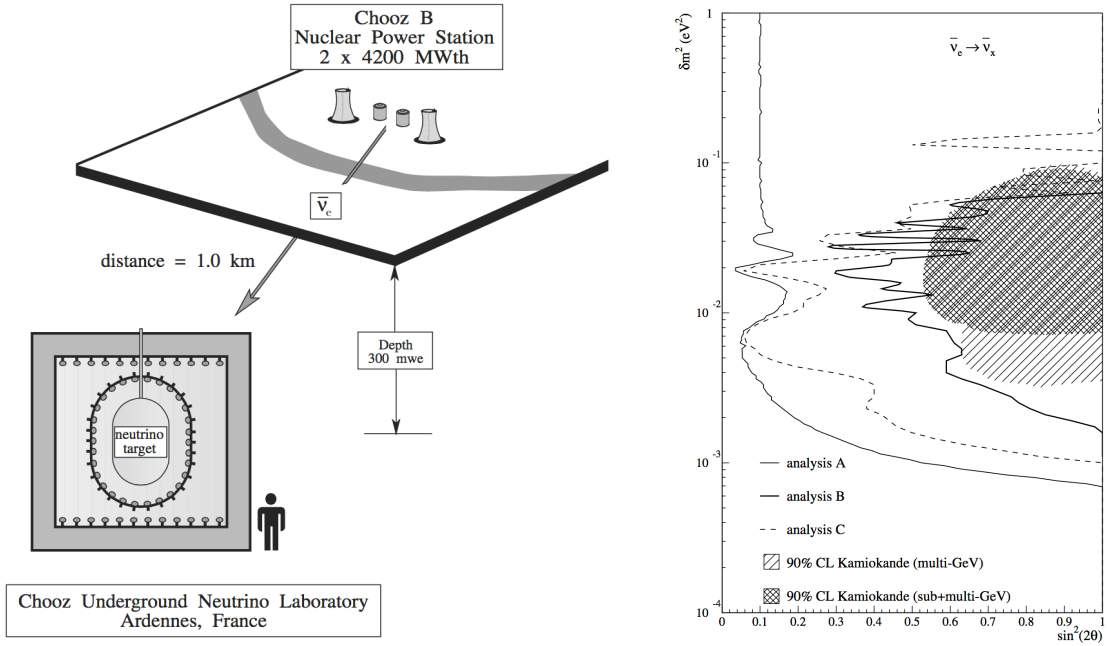 Chooz B
Nuclear Power Station
2 x 4200 MWth
ν̅e
distance = 1.0 km
Depth
300 mwe
neutrino
target
Chooz Underground Neutrino Laboratory
Ardennes, France
δm² (eV²)
ν̅e → ν̅x
1
10⁻¹
10⁻²
10⁻³
10⁻⁴
analysis A
analysis B
analysis C
90% CL Kamiokande (multi-GeV)
90% CL Kamiokande (sub+multi-GeV)
0 0.1 0.2 0.3 0.4 0.5 0.6 0.7 0.8 0.9 1
sin²(2θ)